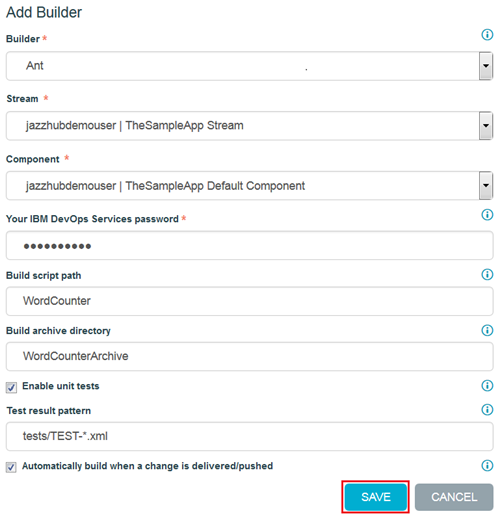 Add Builder
Builder *
Ant
Stream *
jazzhubdemouser | TheSampleApp Stream
Component *
jazzhubdemouser | TheSampleApp Default Component
Your IBM DevOps Services password *
●●●●●●●●●●
Build script path
WordCounter
Build archive directory
WordCounterArchive
Enable unit tests
Test result pattern
tests/TEST-*.xml
Automatically build when a change is delivered/pushed
SAVE CANCEL